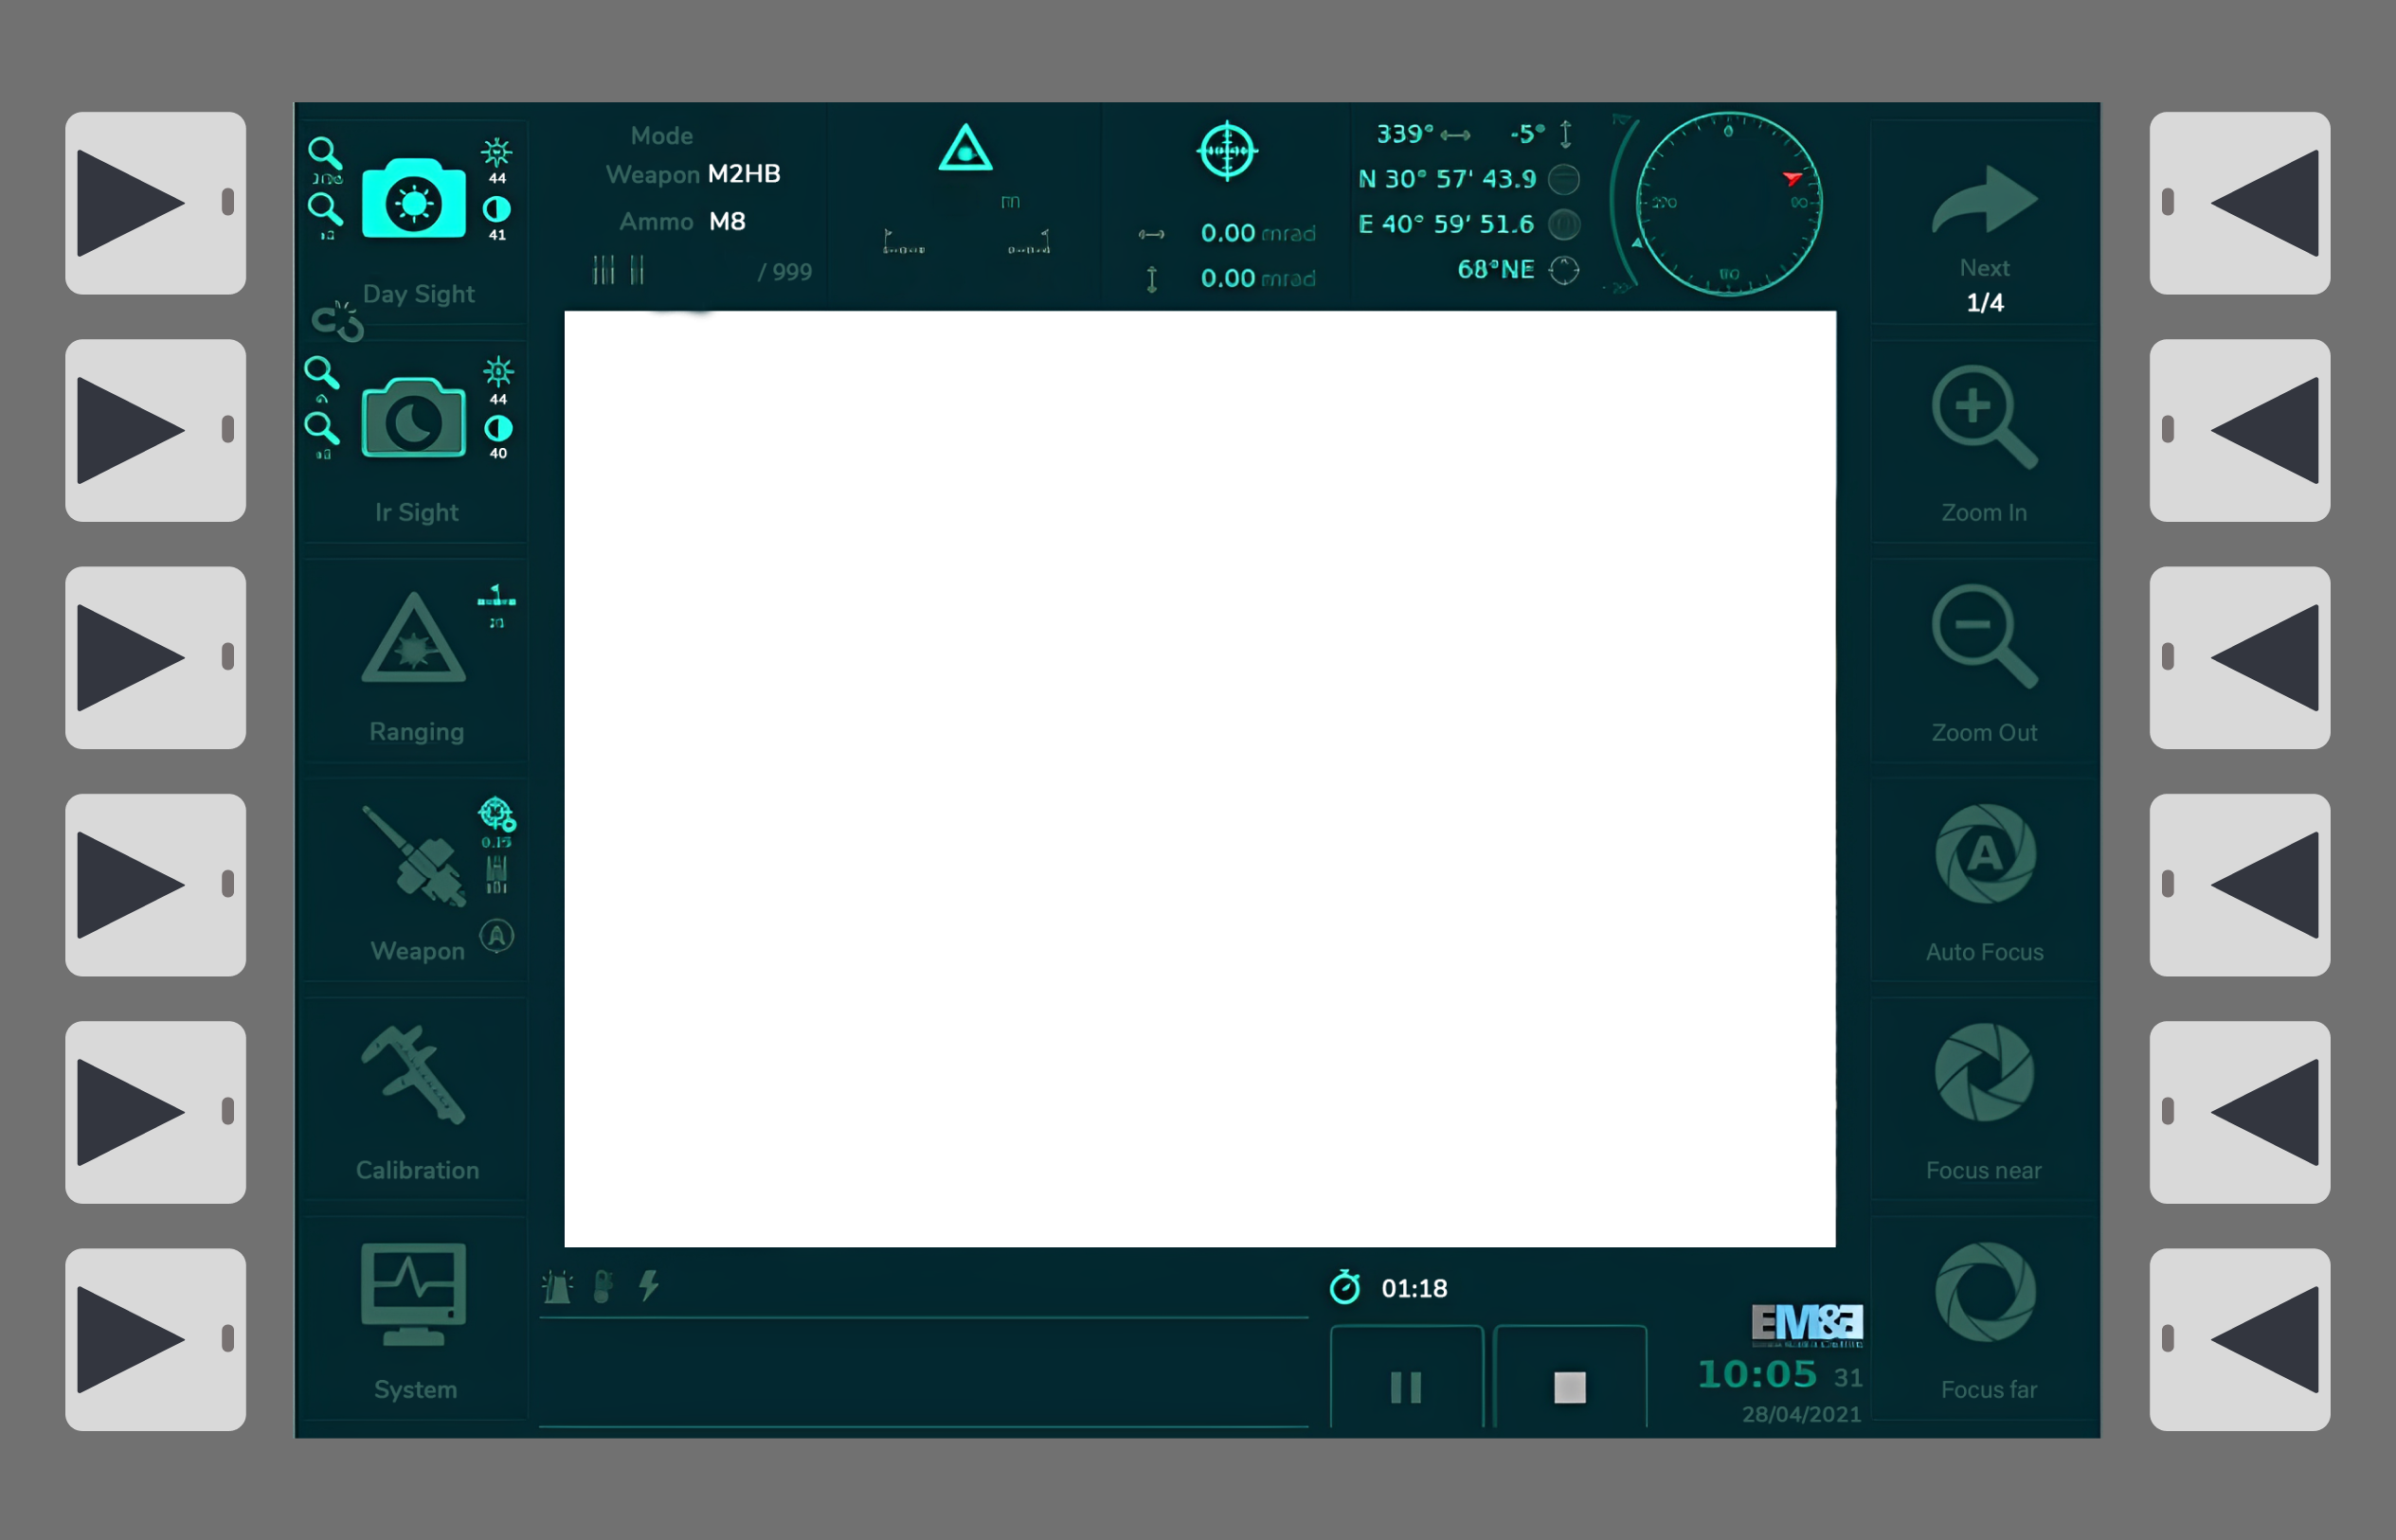 Mode
Weapon M2HB
Ammo M8
/ 999
0.00 mrad
0.00 mrad
339° -5°
N 30° 57' 43.9
E 40° 59' 51.6
68°NE
0
44
41
Day Sight
44
40
Ir Sight
Ranging
0.15
A
Weapon
Calibration
System
Next
1/4
Zoom In
Zoom Out
A
Auto Focus
Focus near
Focus far
01:18
EM&E
10:05 31
28/04/2021